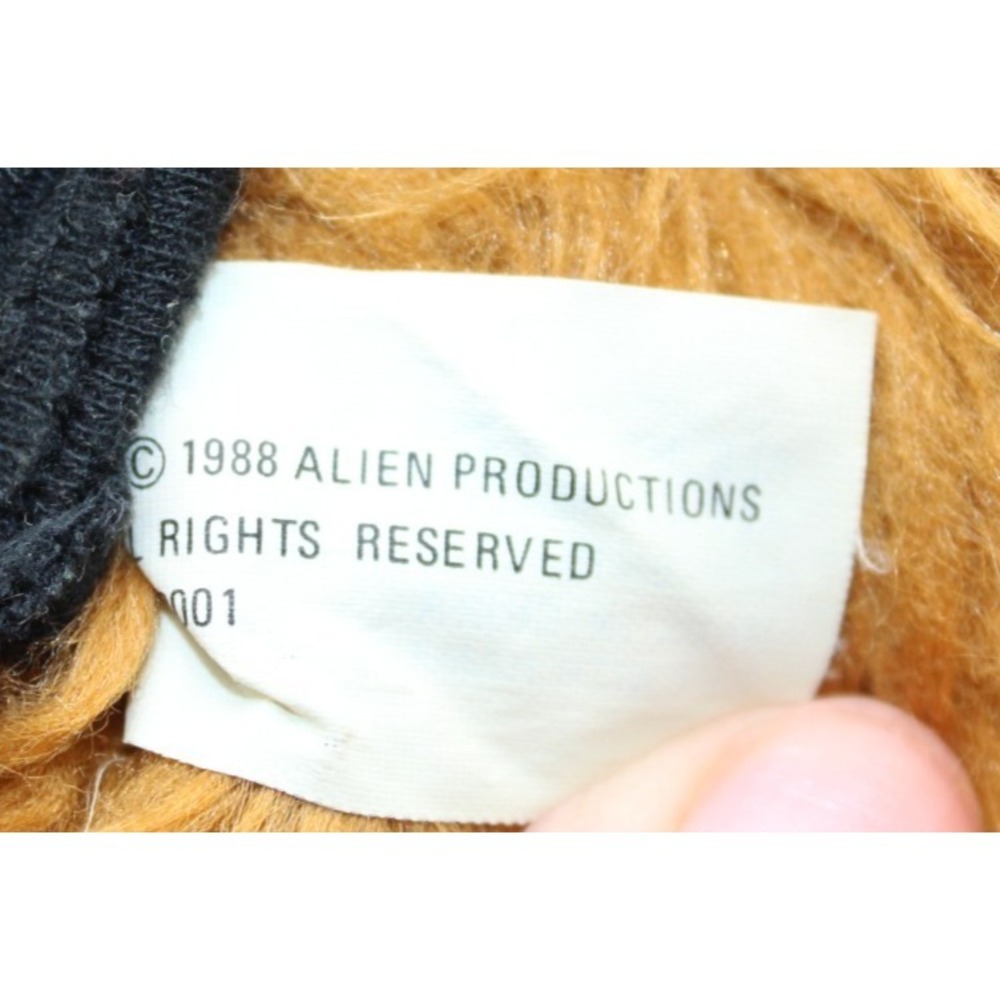 © 1988 ALIEN PRODUCTIONS
RIGHTS RESERVED
001